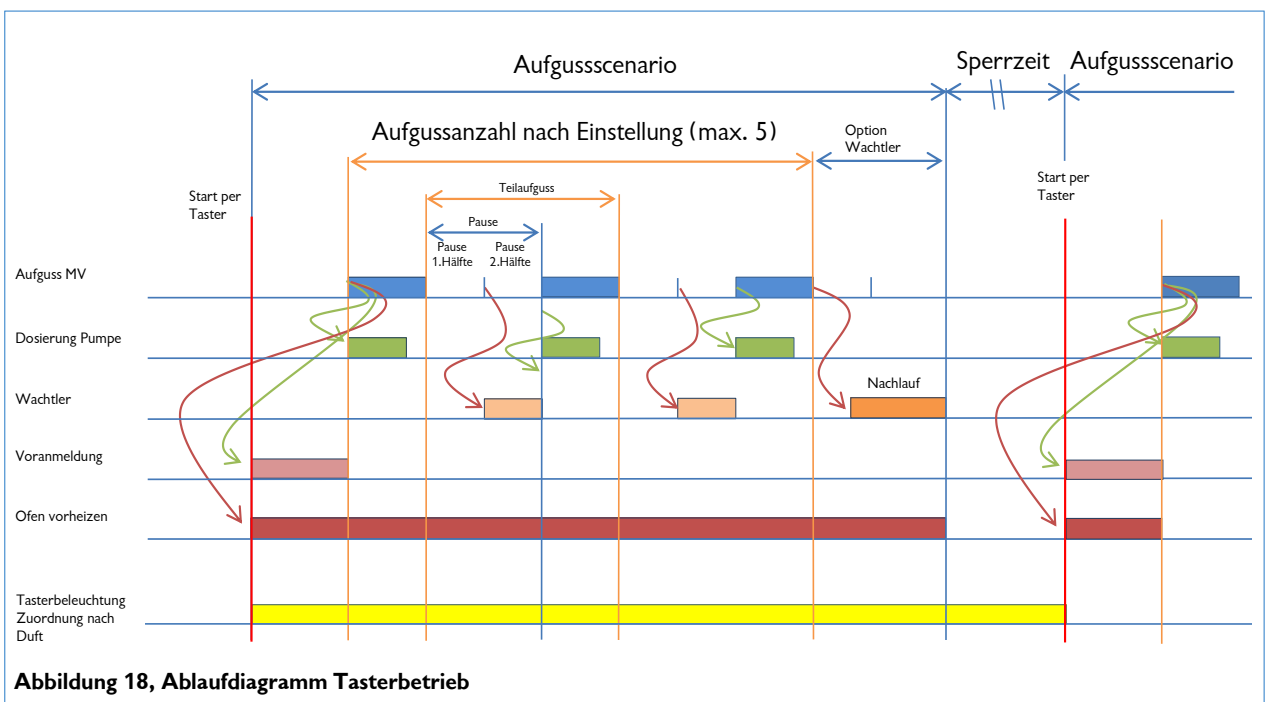 Aufgussscenario
Sperrzeit
Aufgussscenario
Aufgussanzahl nach Einstellung (max. 5)
Option
Wachtler
Start per
Taster
Teilaufguss
Start per
Taster
Pause
Pause
1.Hälfte
Pause
2.Hälfte
Aufguss MV
Dosierung Pumpe
Wachtler
Nachlauf
Voranmeldung
Ofen vorheizen
Tasterbeleuchtung
Zuordnung nach
Duft
Abbildung 18, Ablaufdiagramm Tasterbetrieb